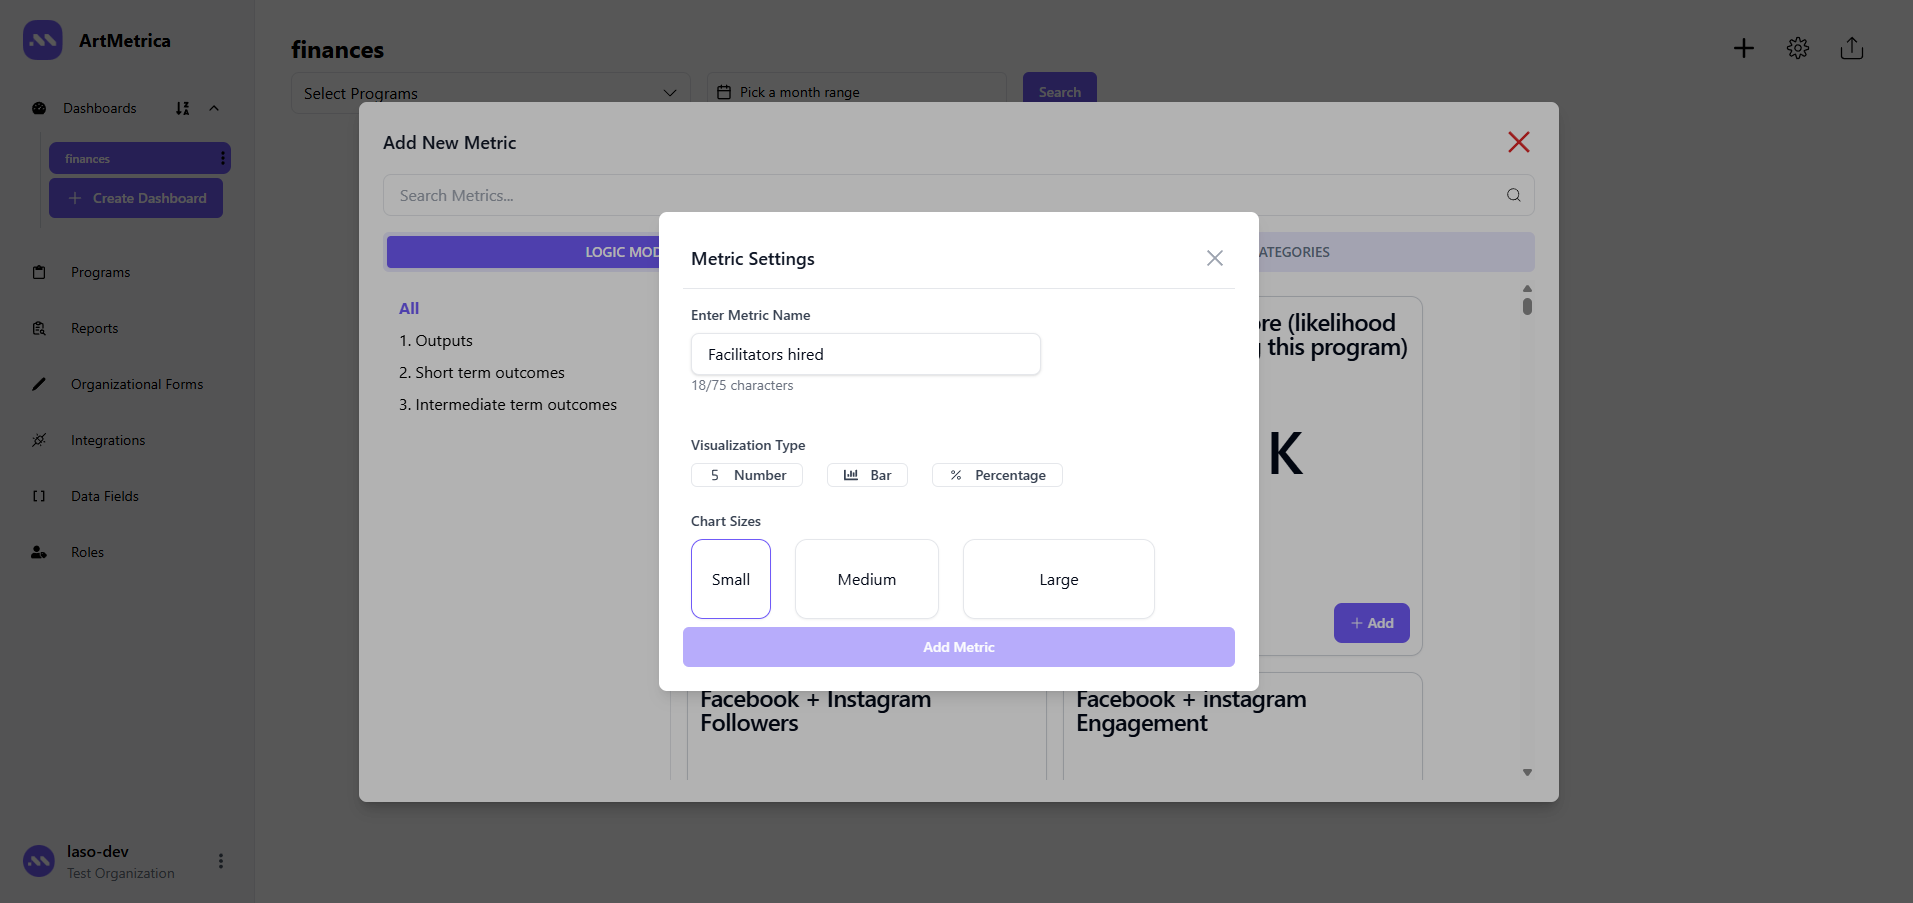 ArtMetrica
Dashboards
finances
Create Dashboard
Programs
Reports
Organizational Forms
Integrations
Data Fields
Roles
laso-dev
Test Organization
finances
Select Programs
Pick a month range
Search
Add New Metric
Search Metrics...
LOGIC MOD
ATEGORIES
All
1. Outputs
2. Short term outcomes
3. Intermediate term outcomes
re (likelihood
this program)
K
+ Add
Metric Settings
Enter Metric Name
Facilitators hired
18/75 characters
Visualization Type
5 Number
Bar
% Percentage
Chart Sizes
Small
Medium
Large
Add Metric
Facebook + Instagram
Followers
Facebook + instagram
Engagement